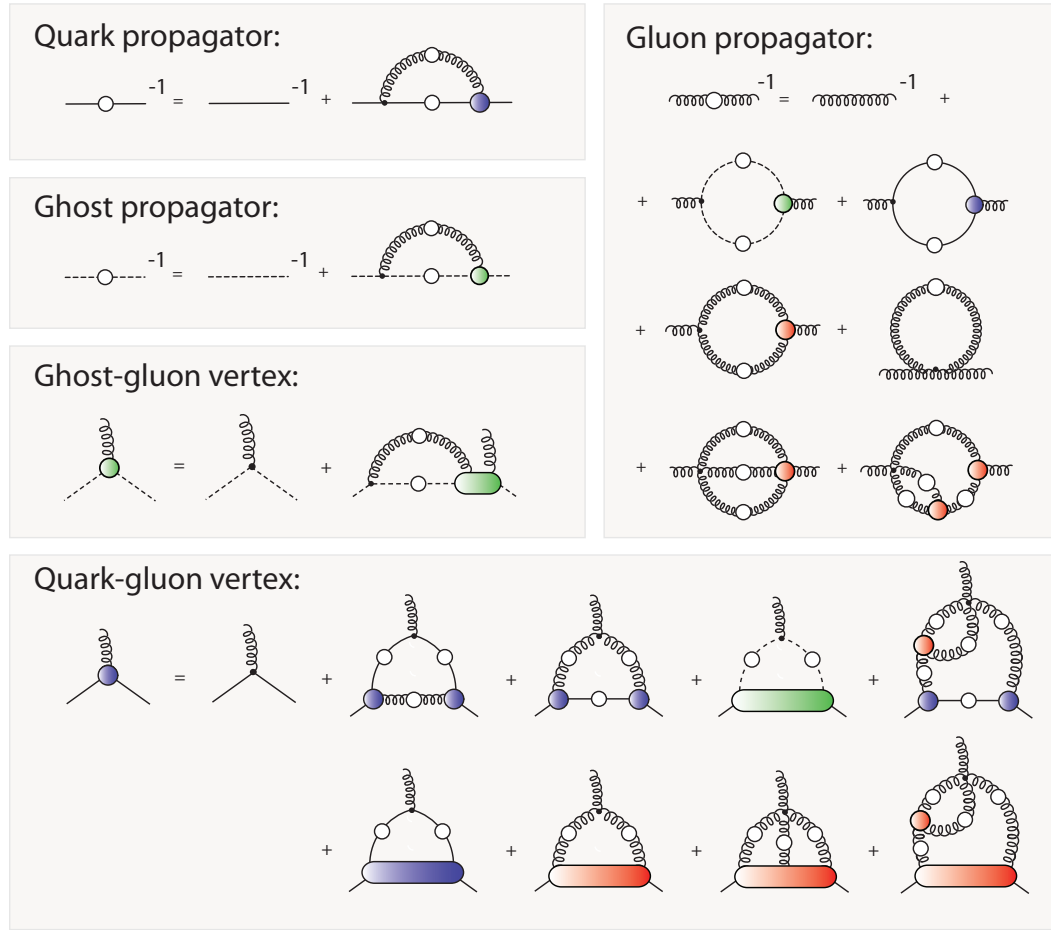 Quark propagator:
-1 = -1 +
Ghost propagator:
-1 = -1 +
Ghost-gluon vertex:
= +
Gluon propagator:
-1 = -1 +
+ +
+ +
+ +
Quark-gluon vertex:
= + + + +
+ + + +